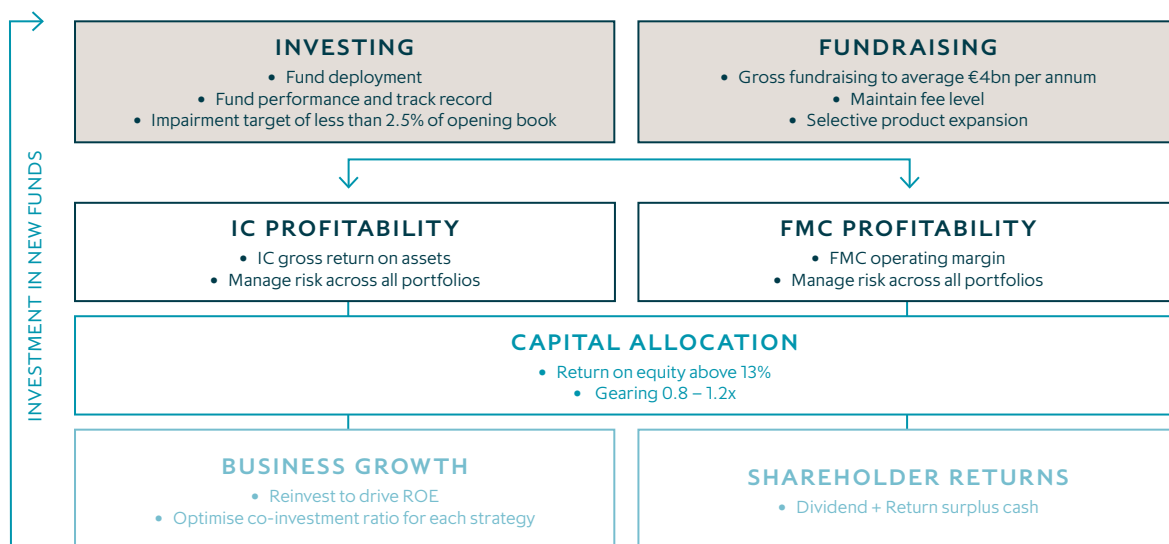 INVESTMENT IN NEW FUNDS
INVESTING
• Fund deployment
• Fund performance and track record
• Impairment target of less than 2.5% of opening book
FUNDRAISING
• Gross fundraising to average €4bn per annum
• Maintain fee level
• Selective product expansion
IC PROFITABILITY
• IC gross return on assets
• Manage risk across all portfolios
FMC PROFITABILITY
• FMC operating margin
• Manage risk across all portfolios
CAPITAL ALLOCATION
• Return on equity above 13%
• Gearing 0.8 – 1.2x
BUSINESS GROWTH
• Reinvest to drive ROE
• Optimise co-investment ratio for each strategy
SHAREHOLDER RETURNS
• Dividend + Return surplus cash